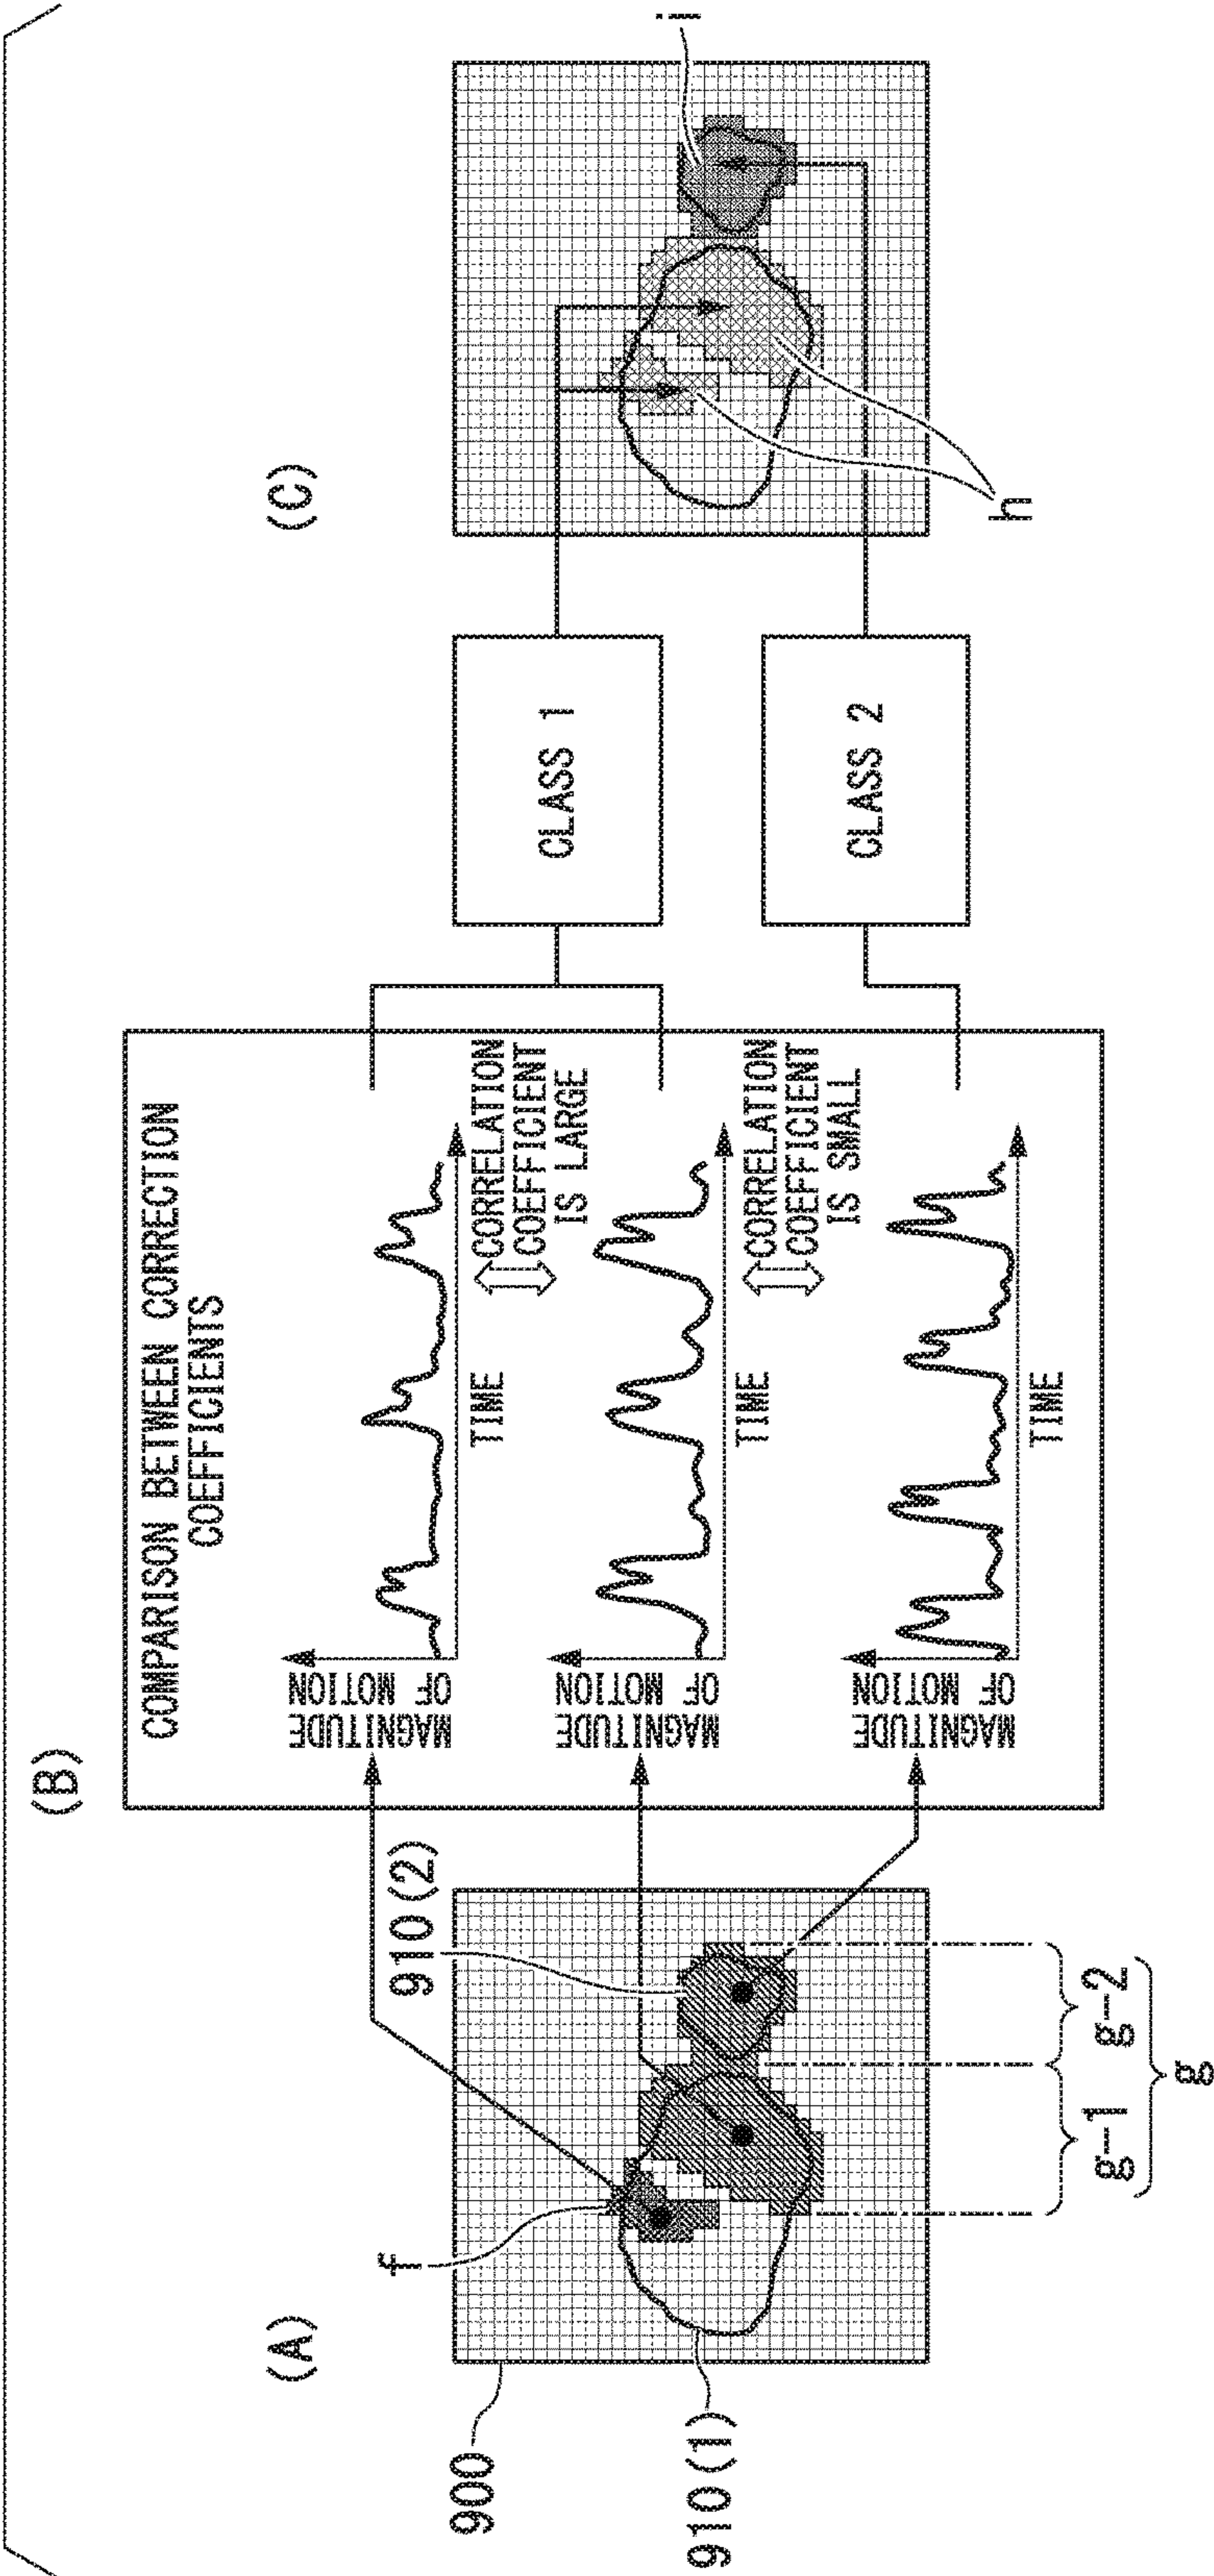 (A)
900
910(1)
f
910(2)
g-1
g-2
g
(B)
COMPARISON BETWEEN CORRECTION
COEFFICIENTS
MAGNITUDE
OF MOTION
TIME
CORRELATION
COEFFICIENT
IS LARGE
MAGNITUDE
OF MOTION
TIME
CORRELATION
COEFFICIENT
IS SMALL
MAGNITUDE
OF MOTION
TIME
CLASS 1
CLASS 2
(C)
h